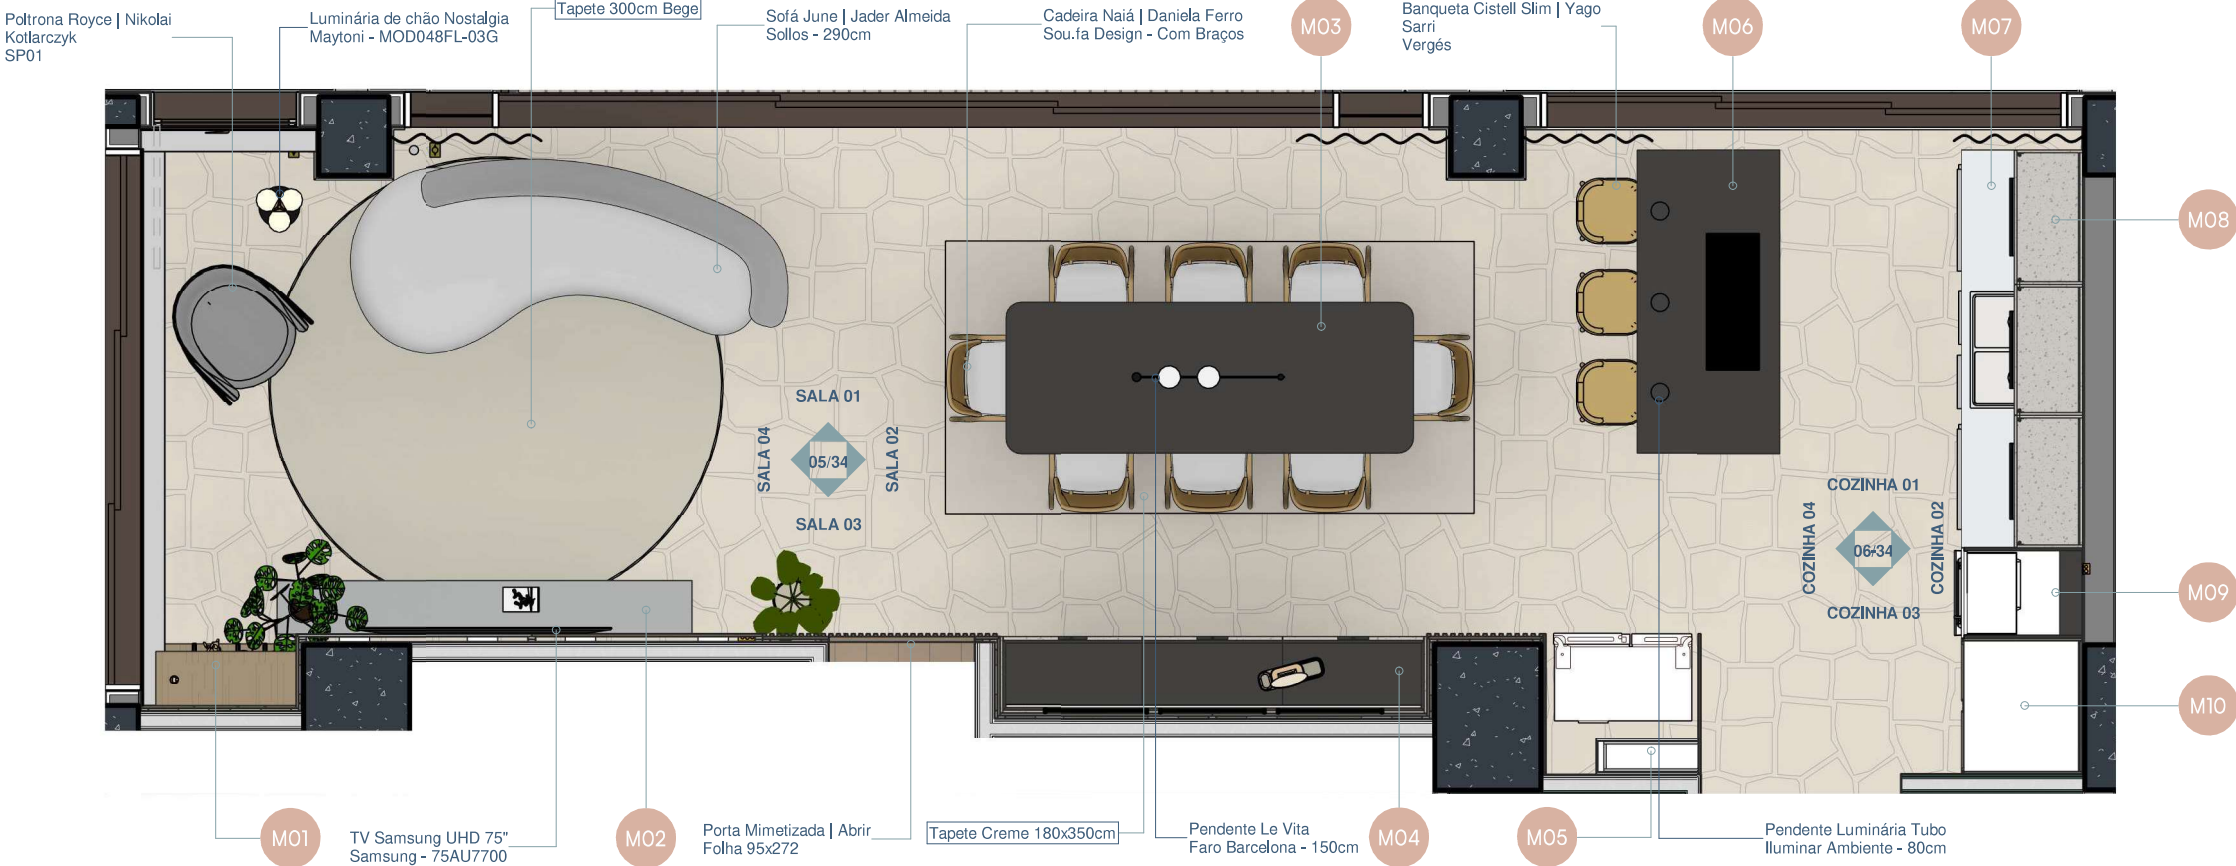 Poltrona Royce | Nikolai
Kotlarczyk
SP01
Luminária de chão Nostalgia
Maytoni - MOD048FL-03G
Tapete 300cm Bege
Sofá June | Jader Almeida
Sollos - 290cm
Cadeira Naiá | Daniela Ferro
Sou.fa Design - Com Braços
M03
Banqueta Cistell Slim | Yago
Sarri
Vergés
M06
M07
M08
SALA 01
SALA 04
05/34
SALA 02
SALA 03
COZINHA 01
COZINHA 04
06/34
COZINHA 02
COZINHA 03
M09
M10
M01
TV Samsung UHD 75"
Samsung - 75AU7700
M02
Porta Mimetizada | Abrir
Folha 95x272
Tapete Creme 180x350cm
Pendente Le Vita
Faro Barcelona - 150cm
M04
M05
Pendente Luminária Tubo
Iluminar Ambiente - 80cm